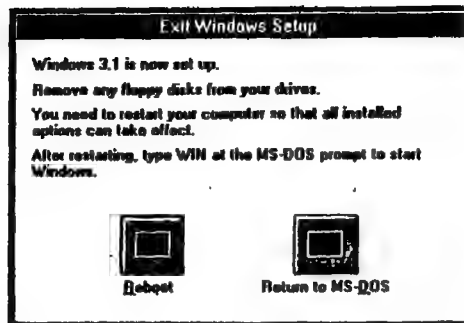 Exit Windows Setup
Windows 3.1 is now set up.
Remove any floppy disks from your drives.
You need to restart your computer so that all installed
options can take effect.
After restarting, type WIN at the MS-DOS prompt to start
Windows.
Reboot
Return to MS-DOS